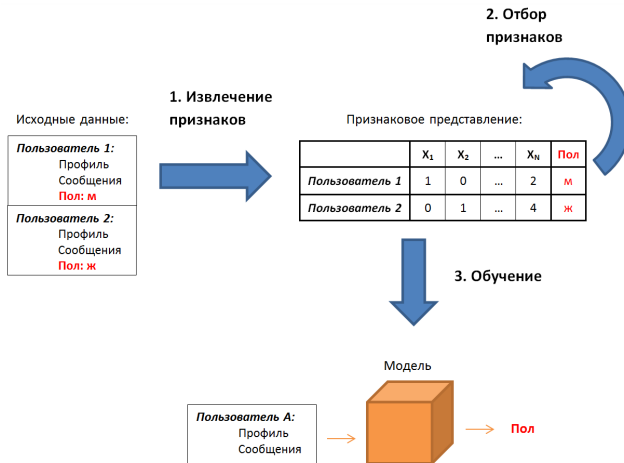 2. Отбор
признаков
1. Извлечение
признаков
Исходные данные:
Пользователь 1:
Профиль
Сообщения
Пол: м
Пользователь 2:
Профиль
Сообщения
Пол: ж
Признаковое представление:
X₁ X₂ ... X_N Пол
Пользователь 1 1 0 ... 2 м
Пользователь 2 0 1 ... 4 ж
3. Обучение
Модель
Пользователь А:
Профиль
Сообщения
Пол